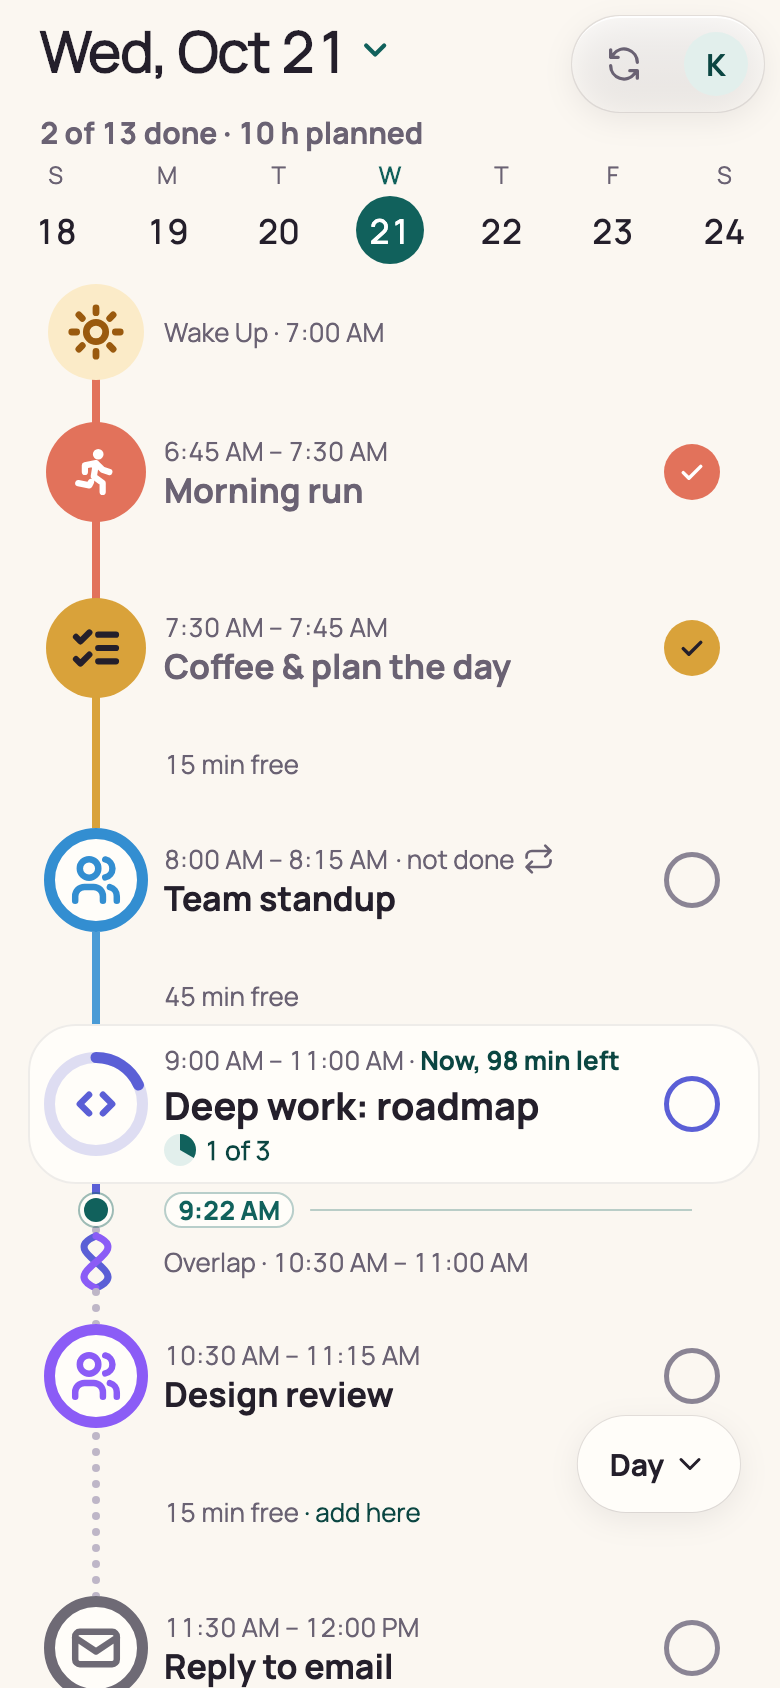 Wed, Oct 21
K
2 of 13 done · 10 h planned
S M T W T F S
18 19 20 21 22 23 24
Wake Up · 7:00 AM
6:45 AM – 7:30 AM
Morning run
7:30 AM – 7:45 AM
Coffee & plan the day
15 min free
8:00 AM – 8:15 AM · not done
Team standup
45 min free
9:00 AM – 11:00 AM · Now, 98 min left
Deep work: roadmap
1 of 3
9:22 AM
Overlap · 10:30 AM – 11:00 AM
10:30 AM – 11:15 AM
Design review
Day
15 min free · add here
11:30 AM – 12:00 PM
Reply to email